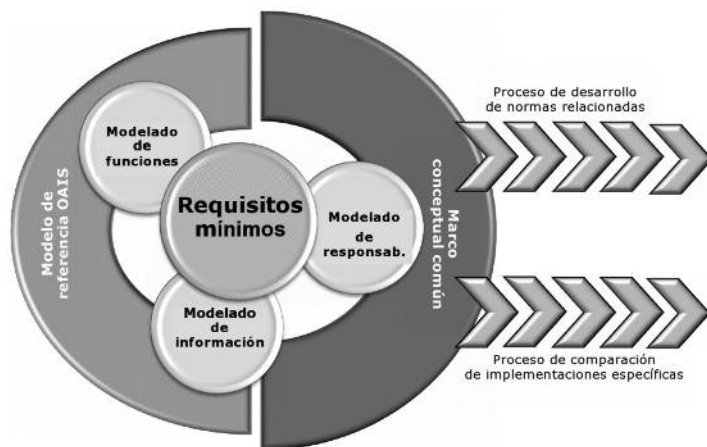 Modelo de
referencia OAIS
Modelado
de
funciones
Requisitos
mínimos
Modelado
de
responsab.
Modelado
de
información
Marco
conceptual común
Proceso de desarrollo
de normas relacionadas
Proceso de comparación
de implementaciones específicas